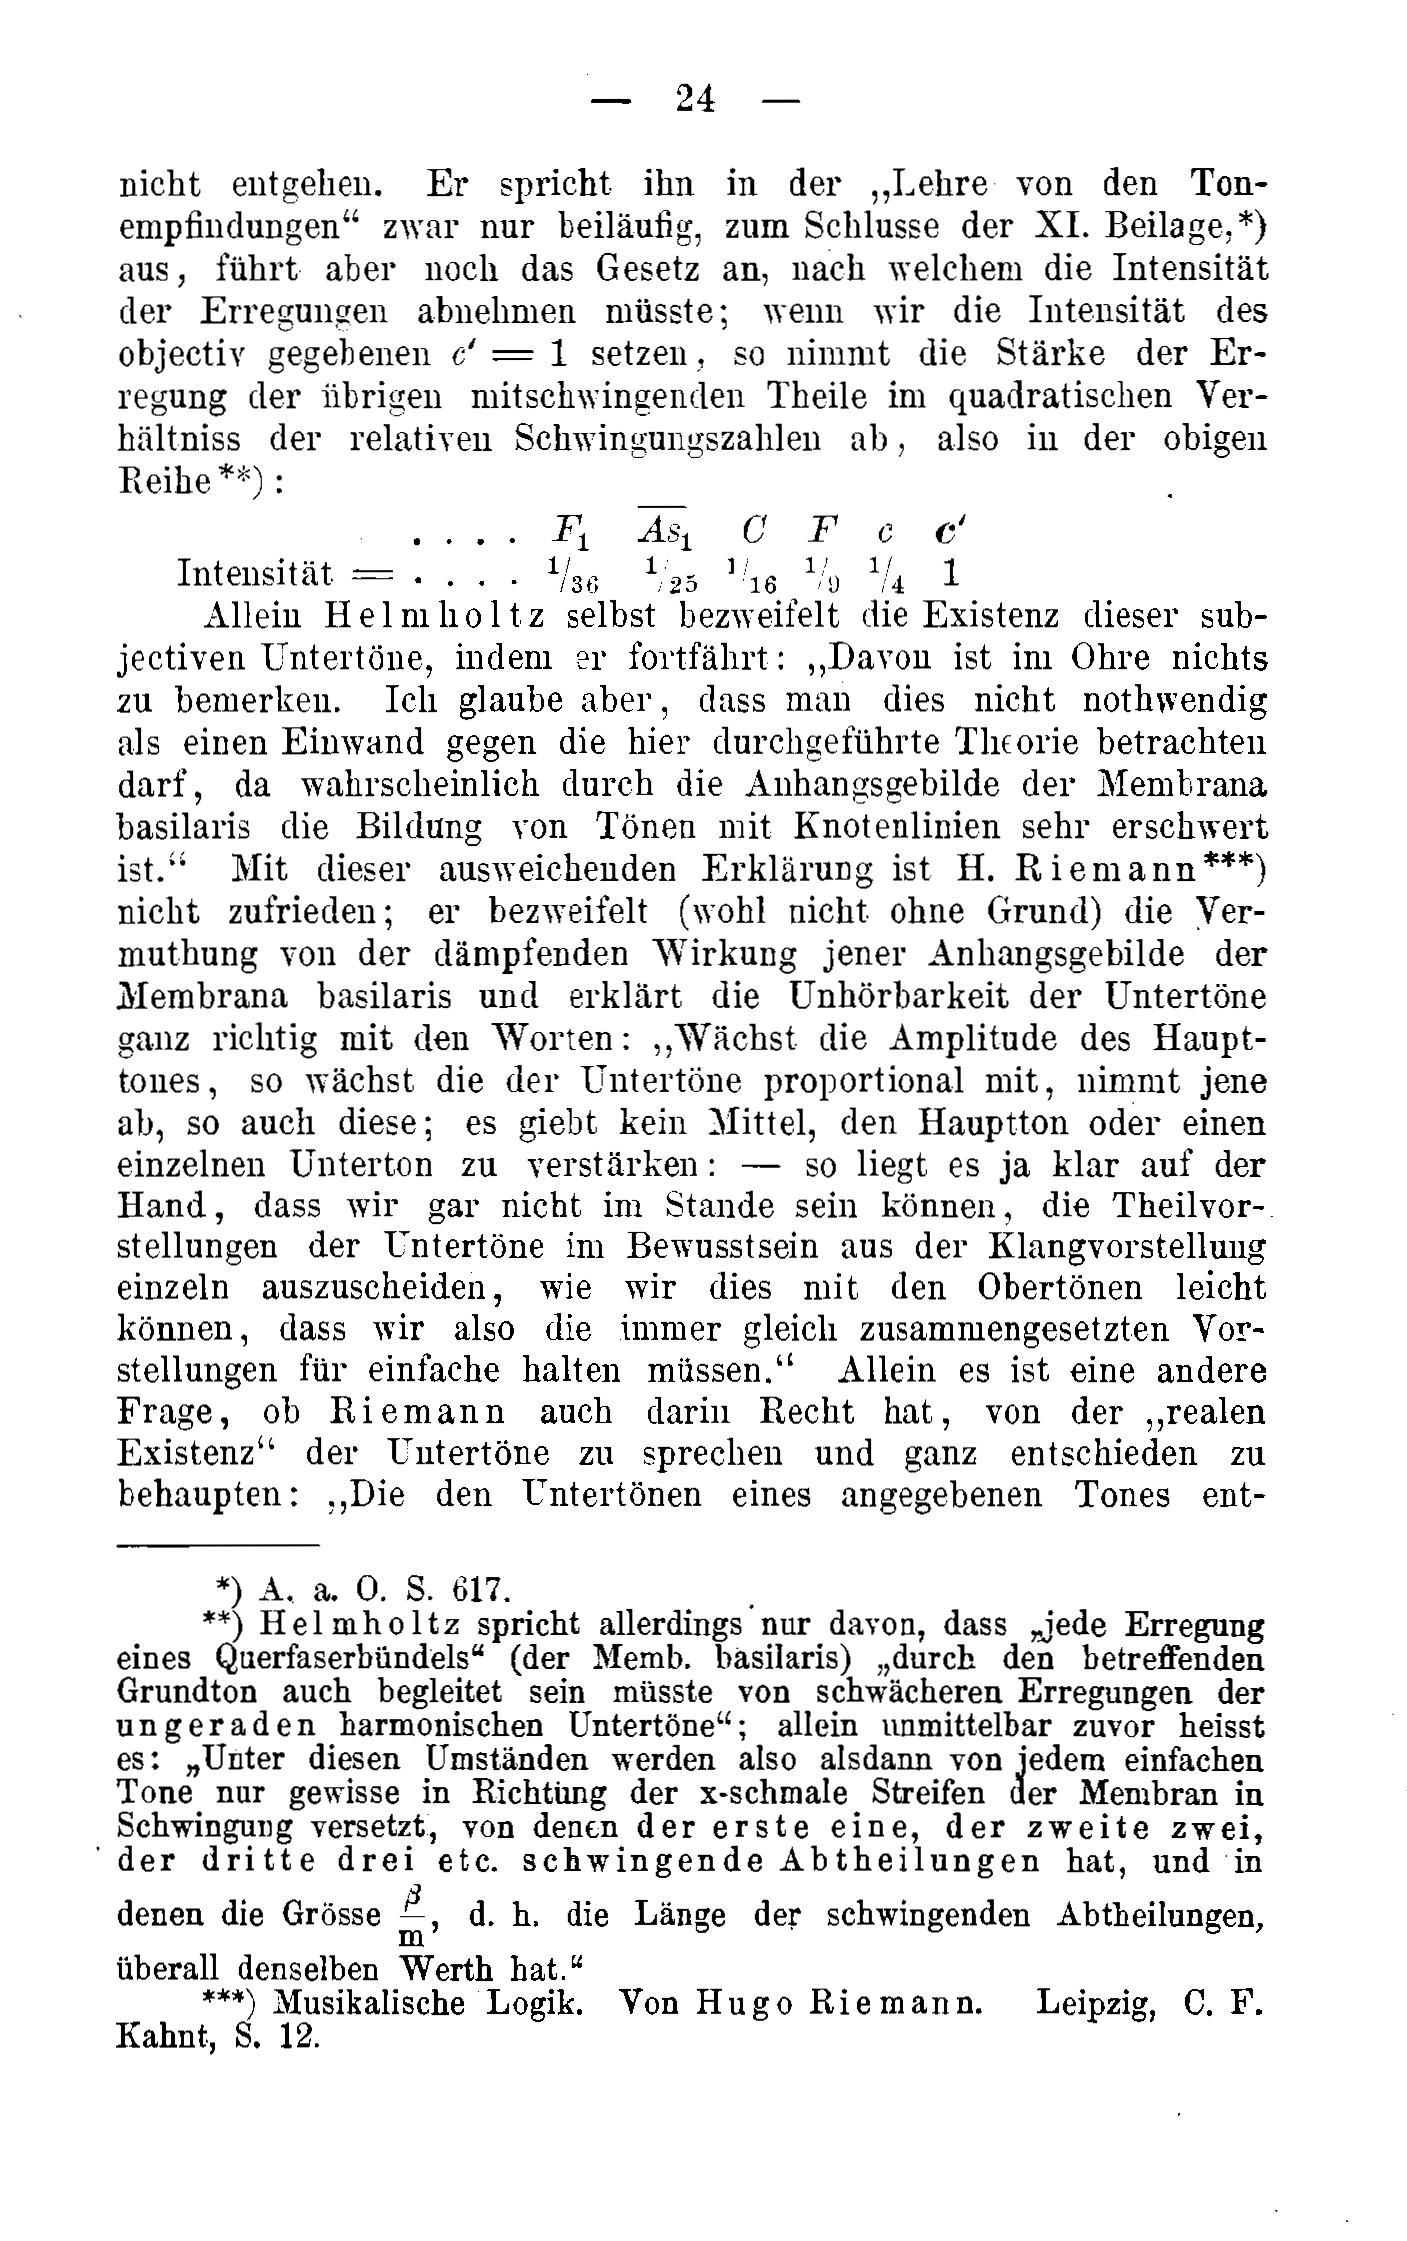 — 24 —
nicht entgehen. Er spricht ihn in der „Lehre von den Ton-
empfindungen“ zwar nur beiläufig, zum Schlusse der XI. Beilage,*)
aus, führt aber noch das Gesetz an, nach welchem die Intensität
der Erregungen abnehmen müsste; wenn wir die Intensität des
objectiv gegebenen c′ = 1 setzen, so nimmt die Stärke der Er-
regung der übrigen mitschwingenden Theile im quadratischen Ver-
hältniss der relativen Schwingungszahlen ab, also in der obigen
Reihe**):
. . . . F₁ A̅s̅₁ C F c c′
Intensität = . . . . 1/36 1/25 1/16 1/9 1/4 1
Allein Helmholtz selbst bezweifelt die Existenz dieser sub-
jectiven Untertöne, indem er fortfährt: „Davon ist im Ohre nichts
zu bemerken. Ich glaube aber, dass man dies nicht nothwendig
als einen Einwand gegen die hier durchgeführte Theorie betrachten
darf, da wahrscheinlich durch die Anhangsgebilde der Membrana
basilaris die Bildung von Tönen mit Knotenlinien sehr erschwert
ist.“ Mit dieser ausweichenden Erklärung ist H. Riemann***)
nicht zufrieden; er bezweifelt (wohl nicht ohne Grund) die Ver-
muthung von der dämpfenden Wirkung jener Anhangsgebilde der
Membrana basilaris und erklärt die Unhörbarkeit der Untertöne
ganz richtig mit den Worten: „Wächst die Amplitude des Haupt-
tones, so wächst die der Untertöne proportional mit, nimmt jene
ab, so auch diese; es giebt kein Mittel, den Hauptton oder einen
einzelnen Unterton zu verstärken: — so liegt es ja klar auf der
Hand, dass wir gar nicht im Stande sein können, die Theilvor-
stellungen der Untertöne im Bewusstsein aus der Klangvorstellung
einzeln auszuscheiden, wie wir dies mit den Obertönen leicht
können, dass wir also die immer gleich zusammengesetzten Vor-
stellungen für einfache halten müssen.“ Allein es ist eine andere
Frage, ob Riemann auch darin Recht hat, von der „realen
Existenz“ der Untertöne zu sprechen und ganz entschieden zu
behaupten: „Die den Untertönen eines angegebenen Tones ent-
*) A. a. O. S. 617.
**) Helmholtz spricht allerdings nur davon, dass „jede Erregung
eines Querfaserbündels“ (der Memb. basilaris) „durch den betreffenden
Grundton auch begleitet sein müsste von schwächeren Erregungen der
ungeraden harmonischen Untertöne“; allein unmittelbar zuvor heisst
es: „Unter diesen Umständen werden also alsdann von jedem einfachen
Tone nur gewisse in Richtung der x-schmale Streifen der Membran in
Schwingung versetzt, von denen der erste eine, der zweite zwei,
der dritte drei etc. schwingende Abtheilungen hat, und in
denen die Grösse β/m, d. h. die Länge der schwingenden Abtheilungen,
überall denselben Werth hat.“
***) Musikalische Logik. Von Hugo Riemann. Leipzig, C. F.
Kahnt, S. 12.